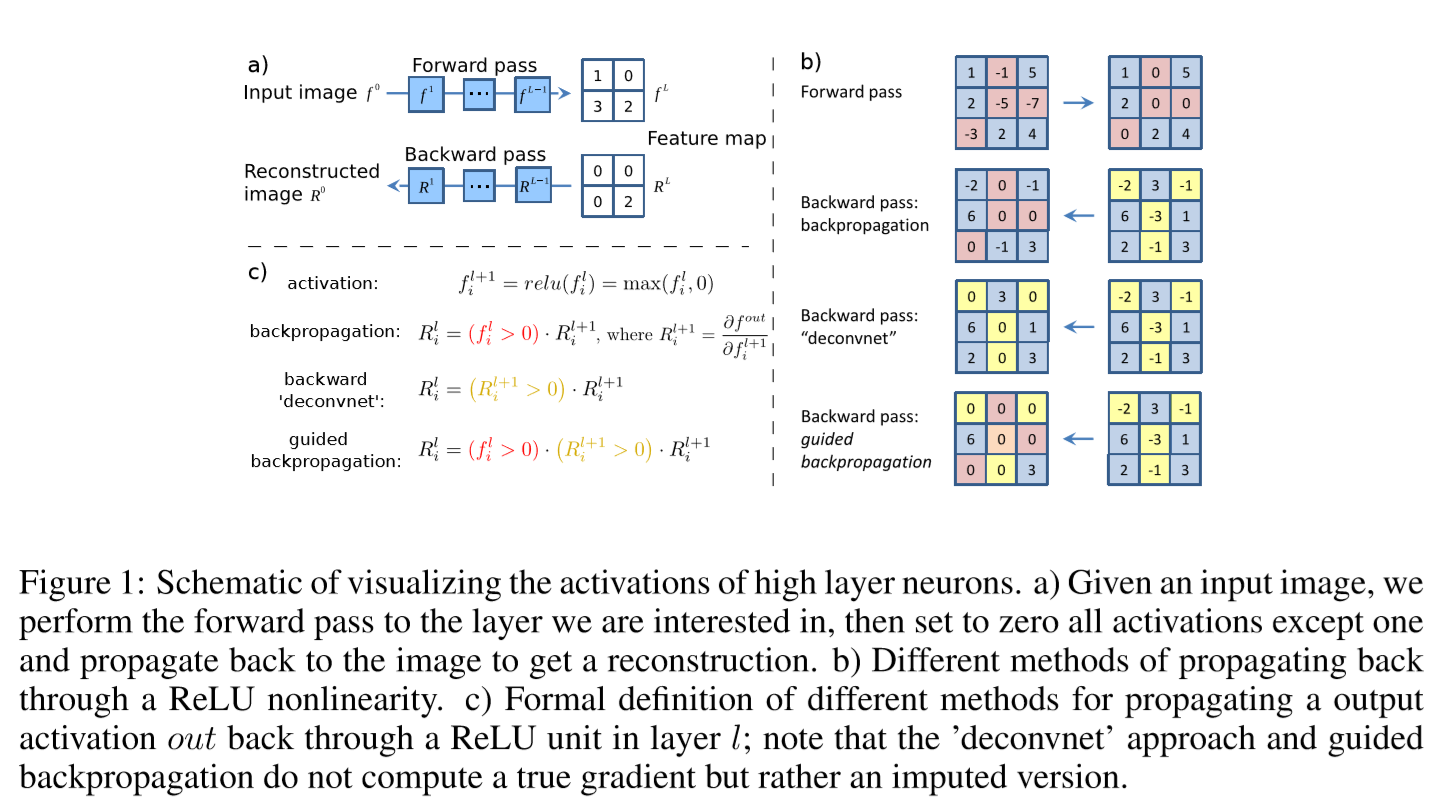 a)
Forward pass
Input image f⁰
f¹ ... f^{L-1}
1 0
3 2
f^L
Feature map
Backward pass
Reconstructed
image R⁰
R¹ ... R^{L-1}
0 0
0 2
R^L
c)
activation: f_i^{l+1} = relu(f_i^l) = max(f_i^l, 0)
backpropagation: R_i^l = (f_i^l > 0) · R_i^{l+1}, where R_i^{l+1} = ∂f^{out} / ∂f_i^{l+1}
backward
'deconvnet': R_i^l = (R_i^{l+1} > 0) · R_i^{l+1}
guided
backpropagation: R_i^l = (f_i^l > 0) · (R_i^{l+1} > 0) · R_i^{l+1}
b)
Forward pass
1 -1 5 1 0 5
2 -5 -7 2 0 0
-3 2 4 0 2 4
Backward pass:
backpropagation
-2 0 -1 -2 3 -1
6 0 0 6 -3 1
0 -1 3 2 -1 3
Backward pass:
“deconvnet”
0 3 0 -2 3 -1
6 0 1 6 -3 1
2 0 3 2 -1 3
Backward pass:
guided
backpropagation
0 0 0 -2 3 -1
6 0 0 6 -3 1
0 0 3 2 -1 3
Figure 1: Schematic of visualizing the activations of high layer neurons. a) Given an input image, we
perform the forward pass to the layer we are interested in, then set to zero all activations except one
and propagate back to the image to get a reconstruction. b) Different methods of propagating back
through a ReLU nonlinearity. c) Formal definition of different methods for propagating a output
activation out back through a ReLU unit in layer l; note that the ’deconvnet’ approach and guided
backpropagation do not compute a true gradient but rather an imputed version.